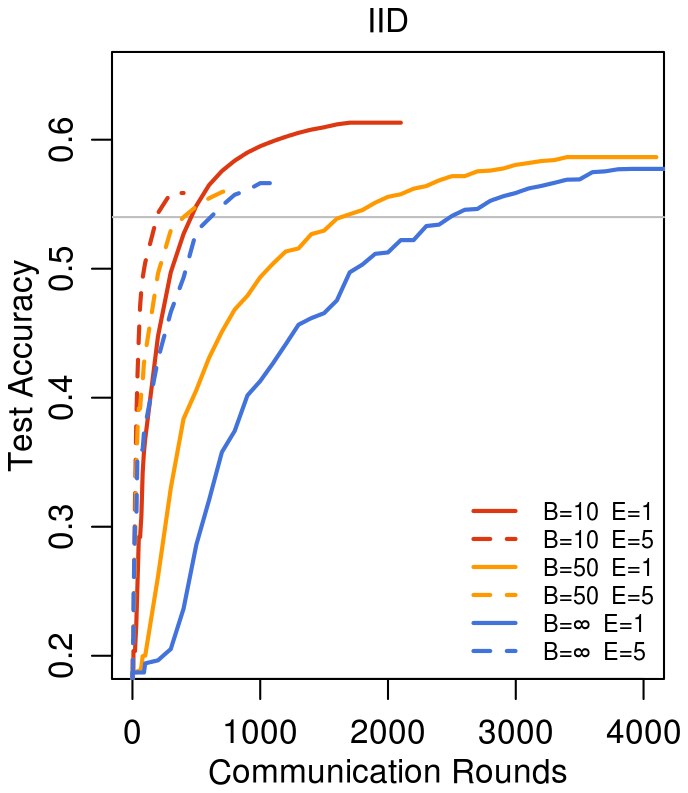 IID
0.6
0.5
0.4
0.3
0.2
Test Accuracy
B=10 E=1
B=10 E=5
B=50 E=1
B=50 E=5
B=∞ E=1
B=∞ E=5
0 1000 2000 3000 4000
Communication Rounds